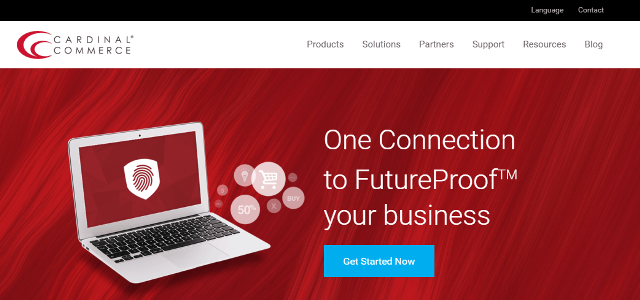 Language Contact
CARDINAL®
COMMERCE
Products Solutions Partners Support Resources Blog
One Connection
to FutureProof™
your business
50%
BUY
Get Started Now